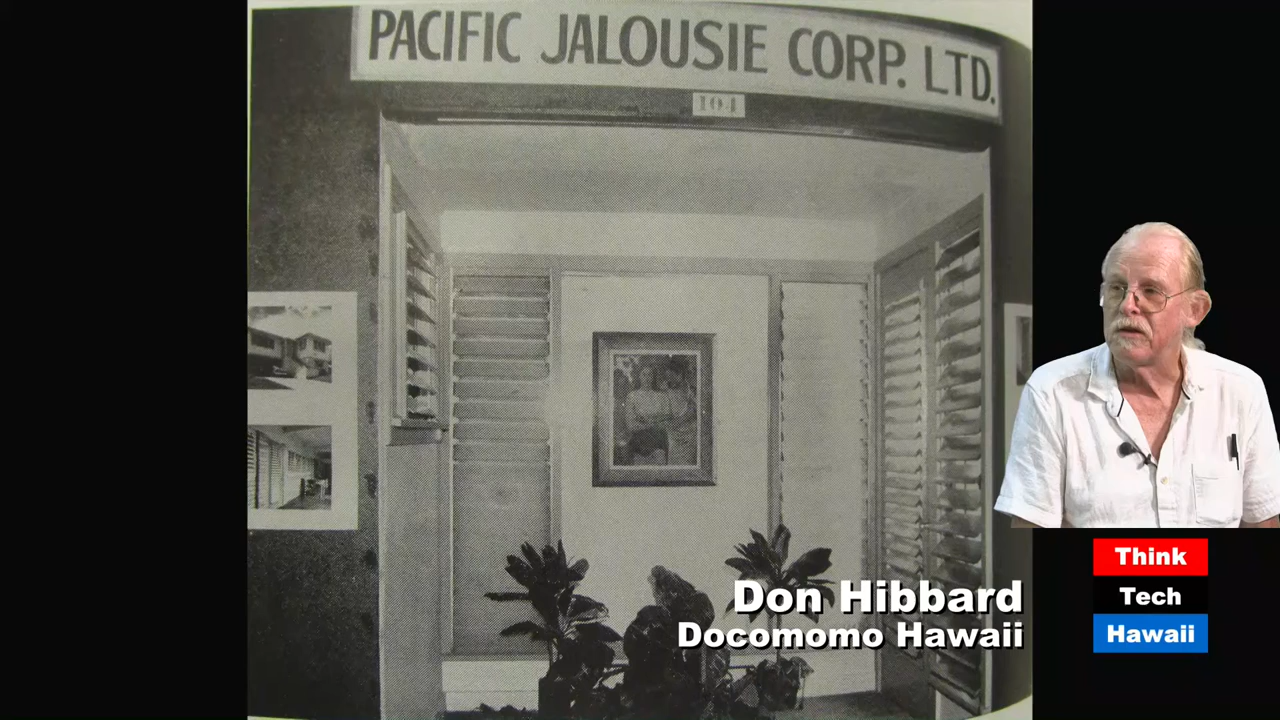 PACIFIC JALOUSIE CORP. LTD.
104
Don Hibbard
Docomomo Hawaii
Think
Tech
Hawaii